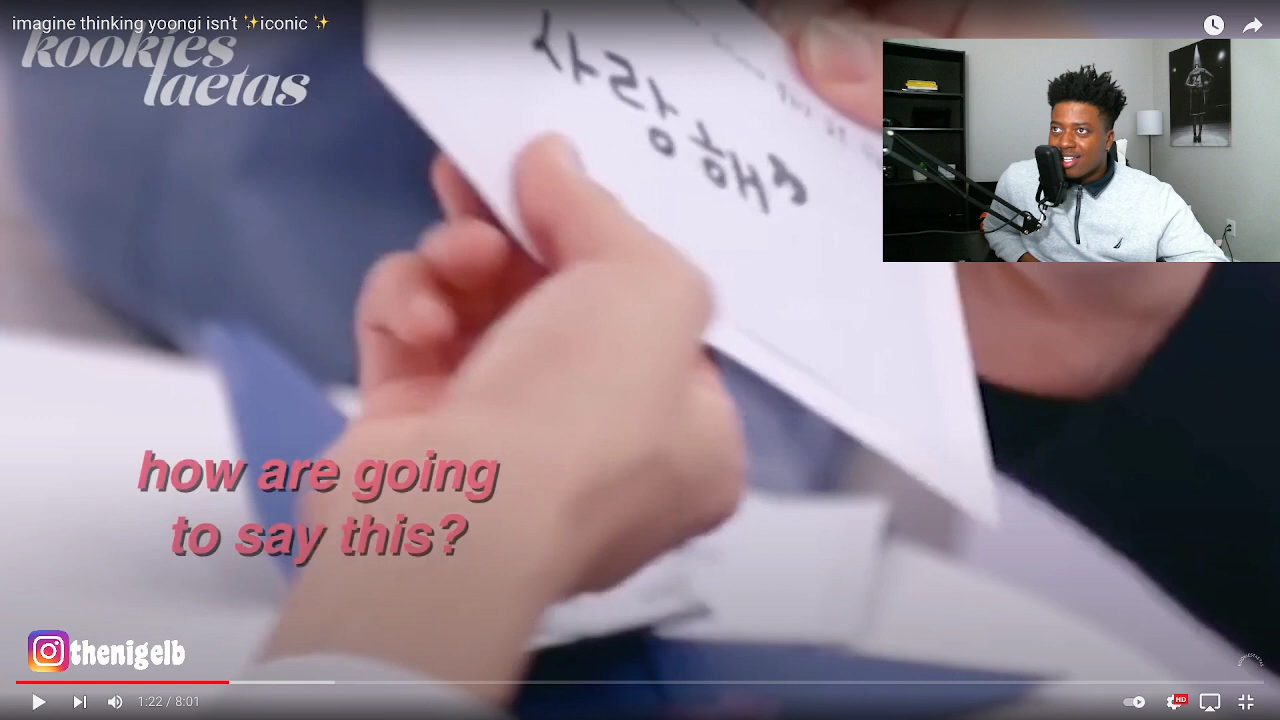 imagine thinking yoongi isn't ✨iconic ✨
kookies
taetas
사랑해
how are going
to say this?
thenigelb
1:22 / 8:01
HD